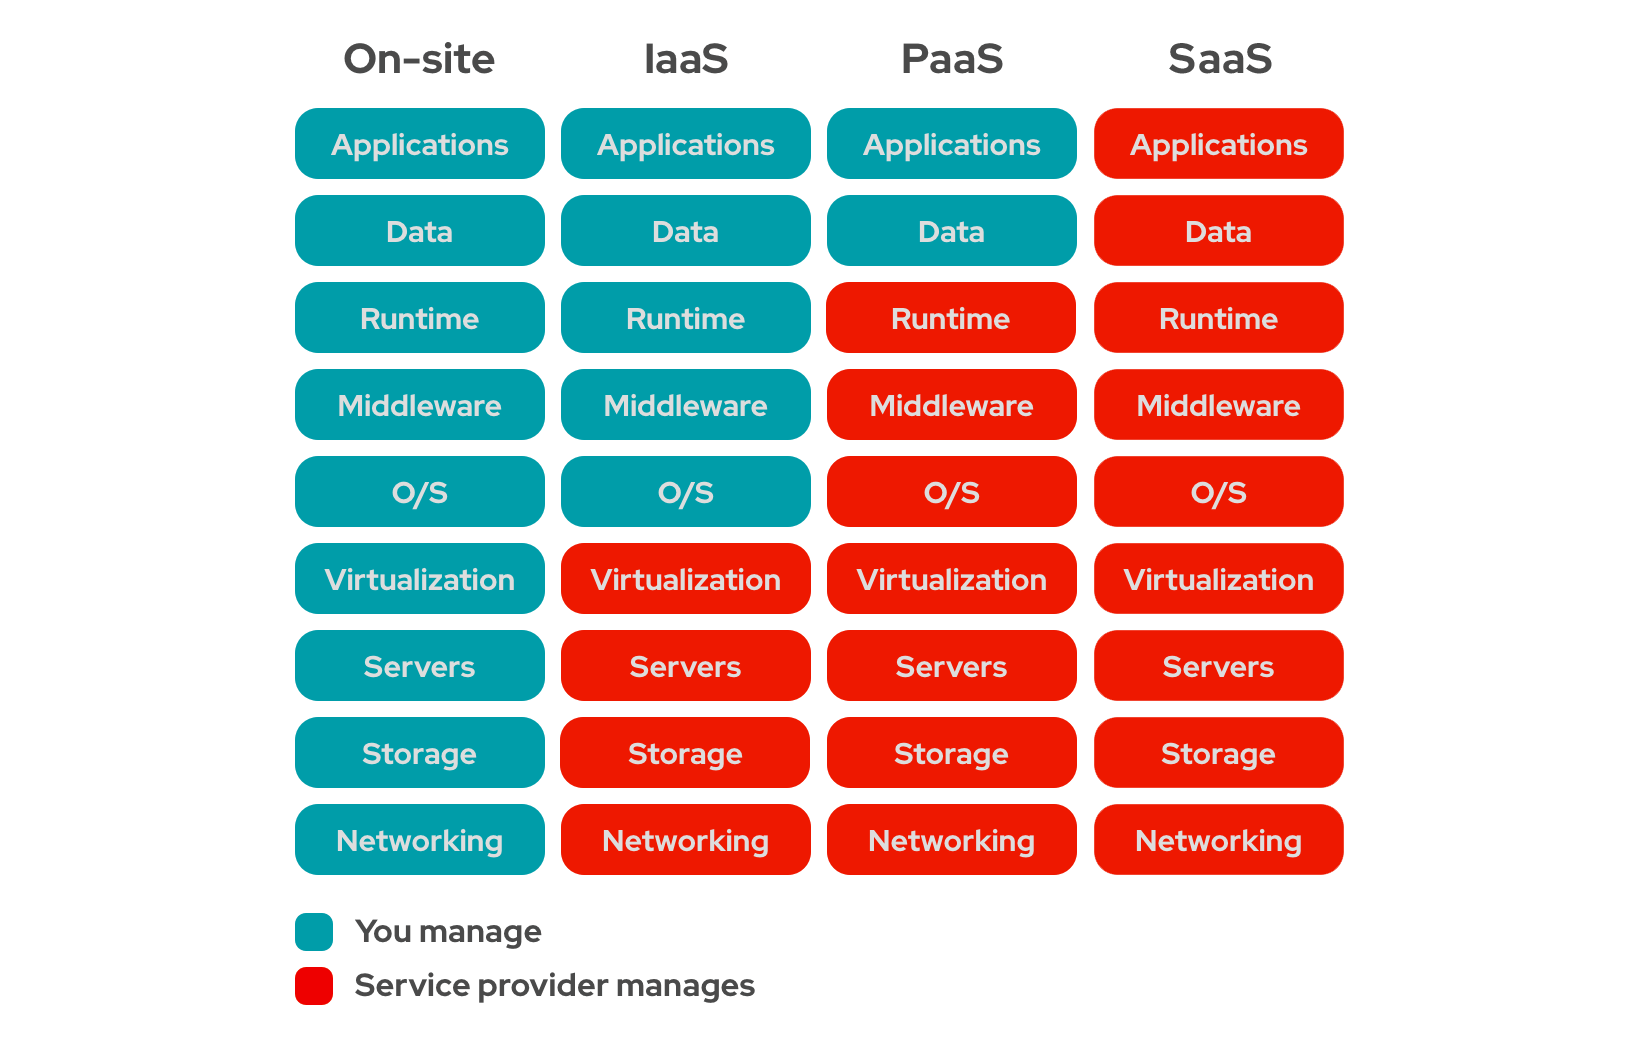 On-site IaaS PaaS SaaS
Applications Applications Applications Applications
Data Data Data Data
Runtime Runtime Runtime Runtime
Middleware Middleware Middleware Middleware
O/S O/S O/S O/S
Virtualization Virtualization Virtualization Virtualization
Servers Servers Servers Servers
Storage Storage Storage Storage
Networking Networking Networking Networking
You manage
Service provider manages